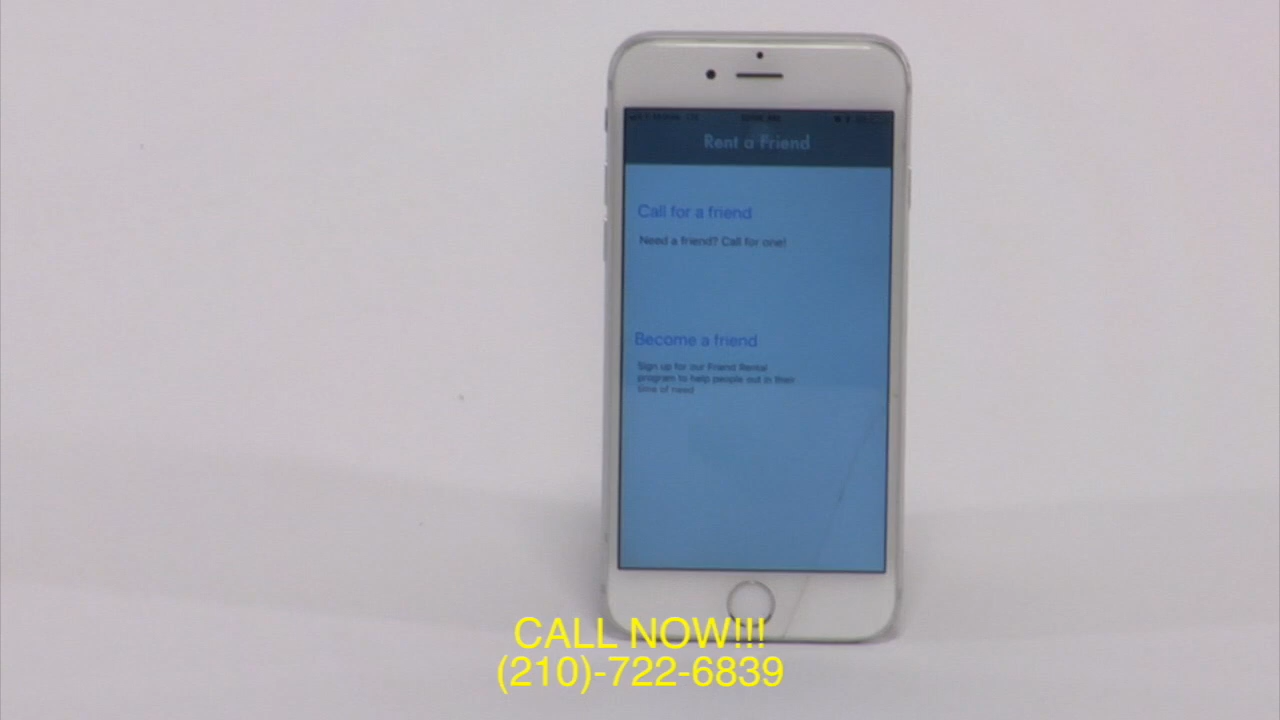 Rent a Friend
Call for a friend
Need a friend? Call for one!
Become a friend
Sign up for our Friend Rental
program to help people out in their
time of need
CALL NOW!!!
(210)-722-6839